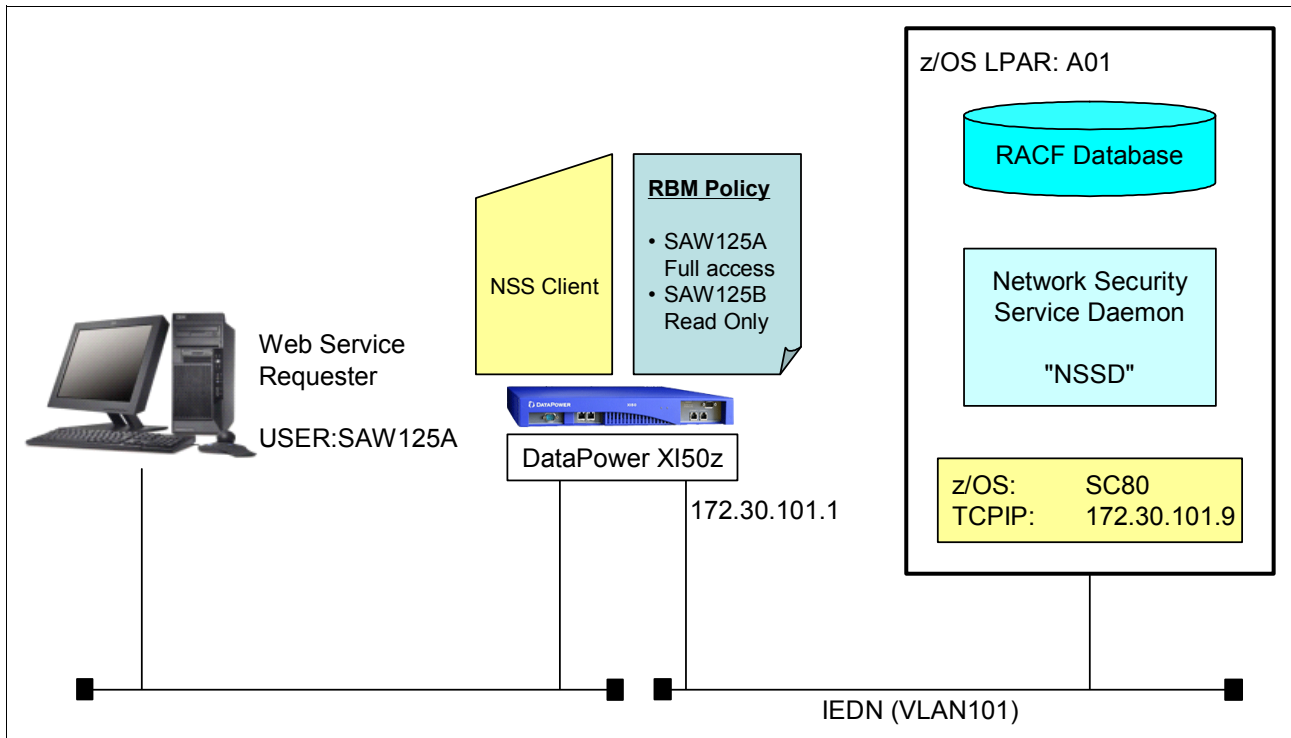 z/OS LPAR: A01
RACF Database
Network Security
Service Daemon
"NSSD"
z/OS: SC80
TCPIP: 172.30.101.9
NSS Client
RBM Policy
• SAW125A
Full access
• SAW125B
Read Only
Web Service
Requester
USER:SAW125A
DATAPOWER
DataPower XI50z
172.30.101.1
IEDN (VLAN101)